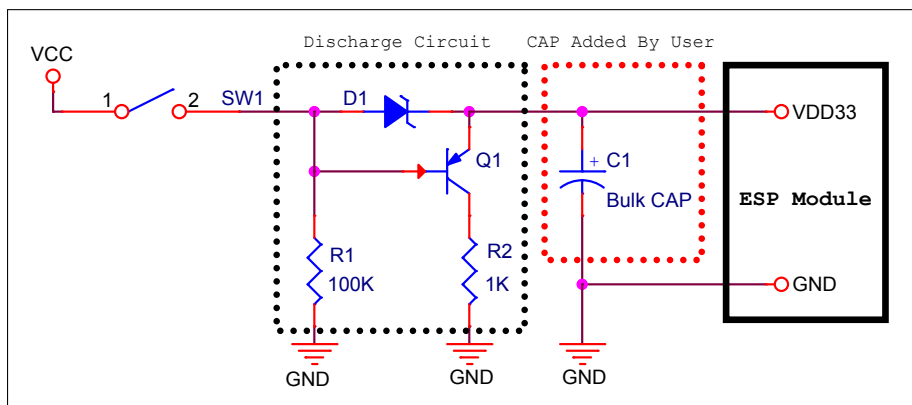 Discharge Circuit
CAP Added By User
VCC
1
2
SW1
D1
VDD33
Q1
+
C1
Bulk CAP
ESP Module
R1
100K
R2
1K
GND
GND
GND
GND